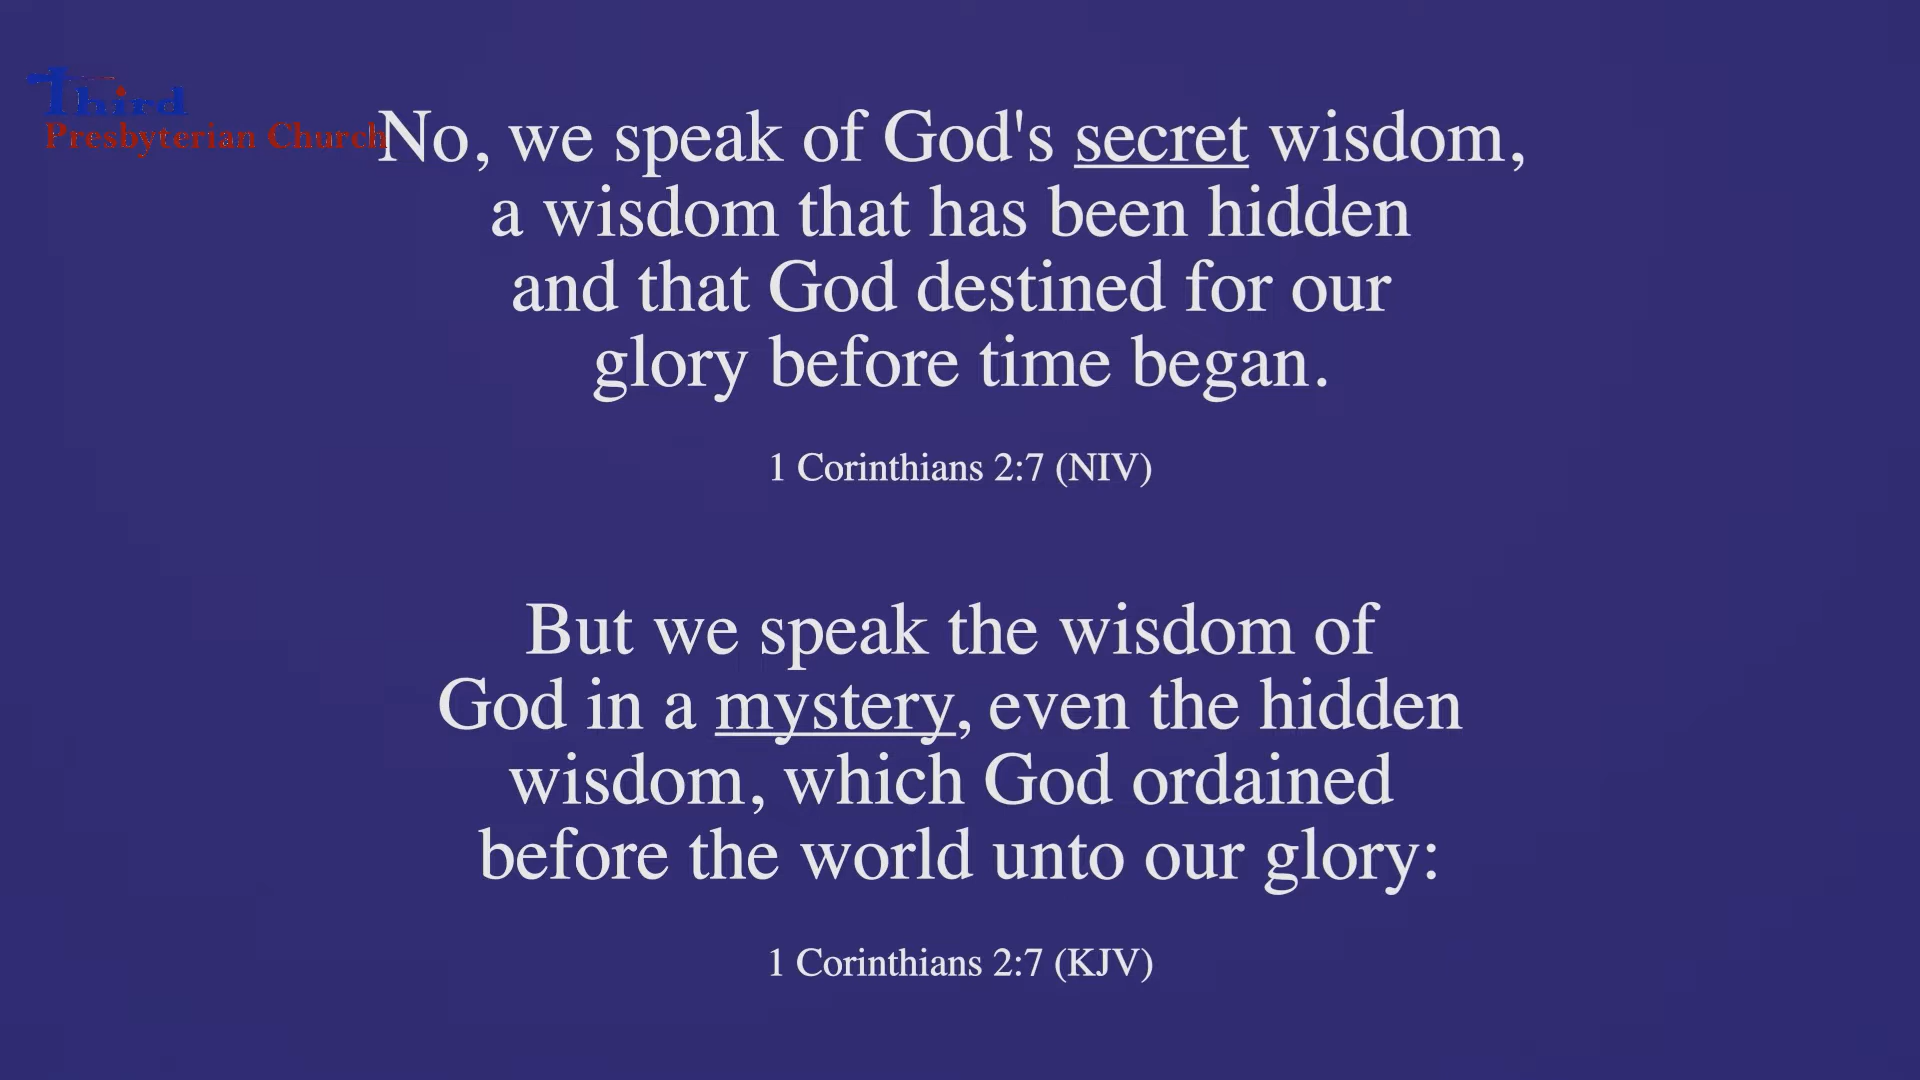 Third
Presbyterian Church
No, we speak of God's secret wisdom,
a wisdom that has been hidden
and that God destined for our
glory before time began.
1 Corinthians 2:7 (NIV)
But we speak the wisdom of
God in a mystery, even the hidden
wisdom, which God ordained
before the world unto our glory:
1 Corinthians 2:7 (KJV)